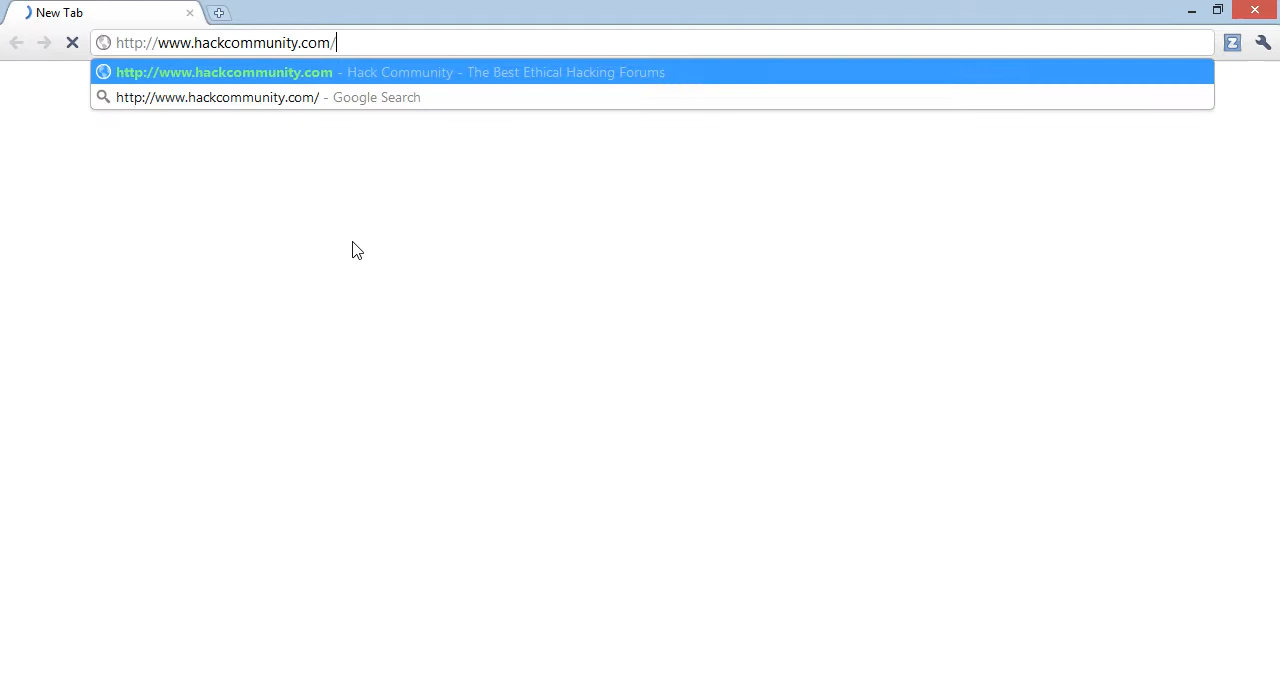 New Tab
http://www.hackcommunity.com/
http://www.hackcommunity.com - Hack Community - The Best Ethical Hacking Forums
http://www.hackcommunity.com/ - Google Search